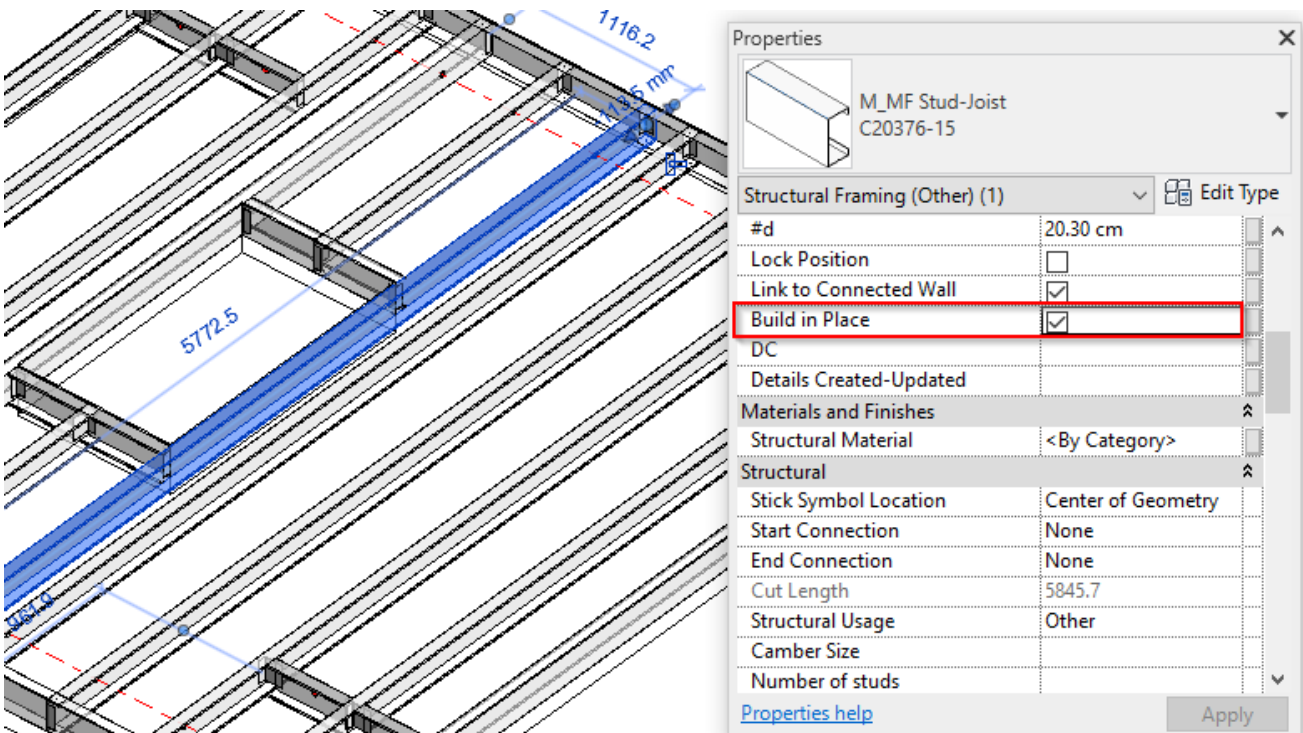 1116.2
113.5 mm
5772.5
961.9
Properties
M_MF Stud-Joist
C20376-15
Structural Framing (Other) (1)
Edit Type
#d 20.30 cm
Lock Position
Link to Connected Wall
Build in Place
DC
Details Created-Updated
Materials and Finishes
Structural Material <By Category>
Structural
Stick Symbol Location Center of Geometry
Start Connection None
End Connection None
Cut Length 5845.7
Structural Usage Other
Camber Size
Number of studs
Properties help
Apply